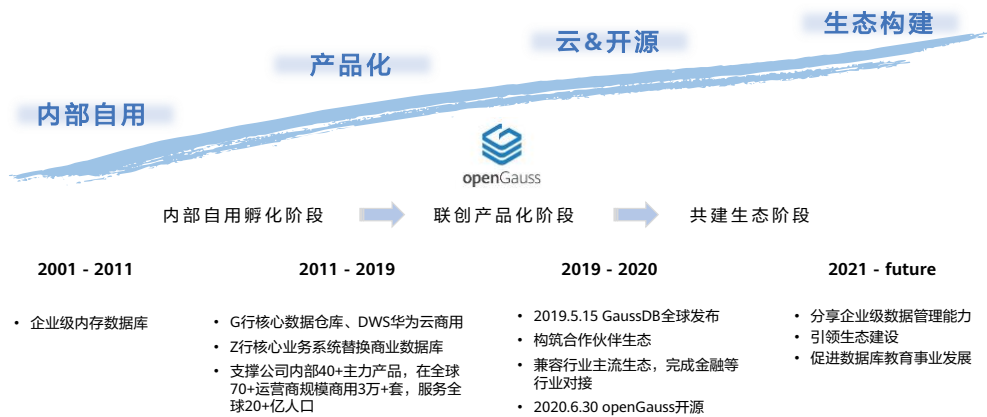 内部自用
产品化
云&开源
生态构建
openGauss
内部自用孵化阶段
联创产品化阶段
共建生态阶段
2001 - 2011
2011 - 2019
2019 - 2020
2021 - future
• 企业级内存数据库
• G行核心数据仓库、DWS华为云商用
• Z行核心业务系统替换商业数据库
• 支撑公司内部40+主力产品，在全球
70+运营商规模商用3万+套，服务全
球20+亿人口
• 2019.5.15 GaussDB全球发布
• 构筑合作伙伴生态
• 兼容行业主流生态，完成金融等
行业对接
• 2020.6.30 openGauss开源
• 分享企业级数据管理能力
• 引领生态建设
• 促进数据库教育事业发展